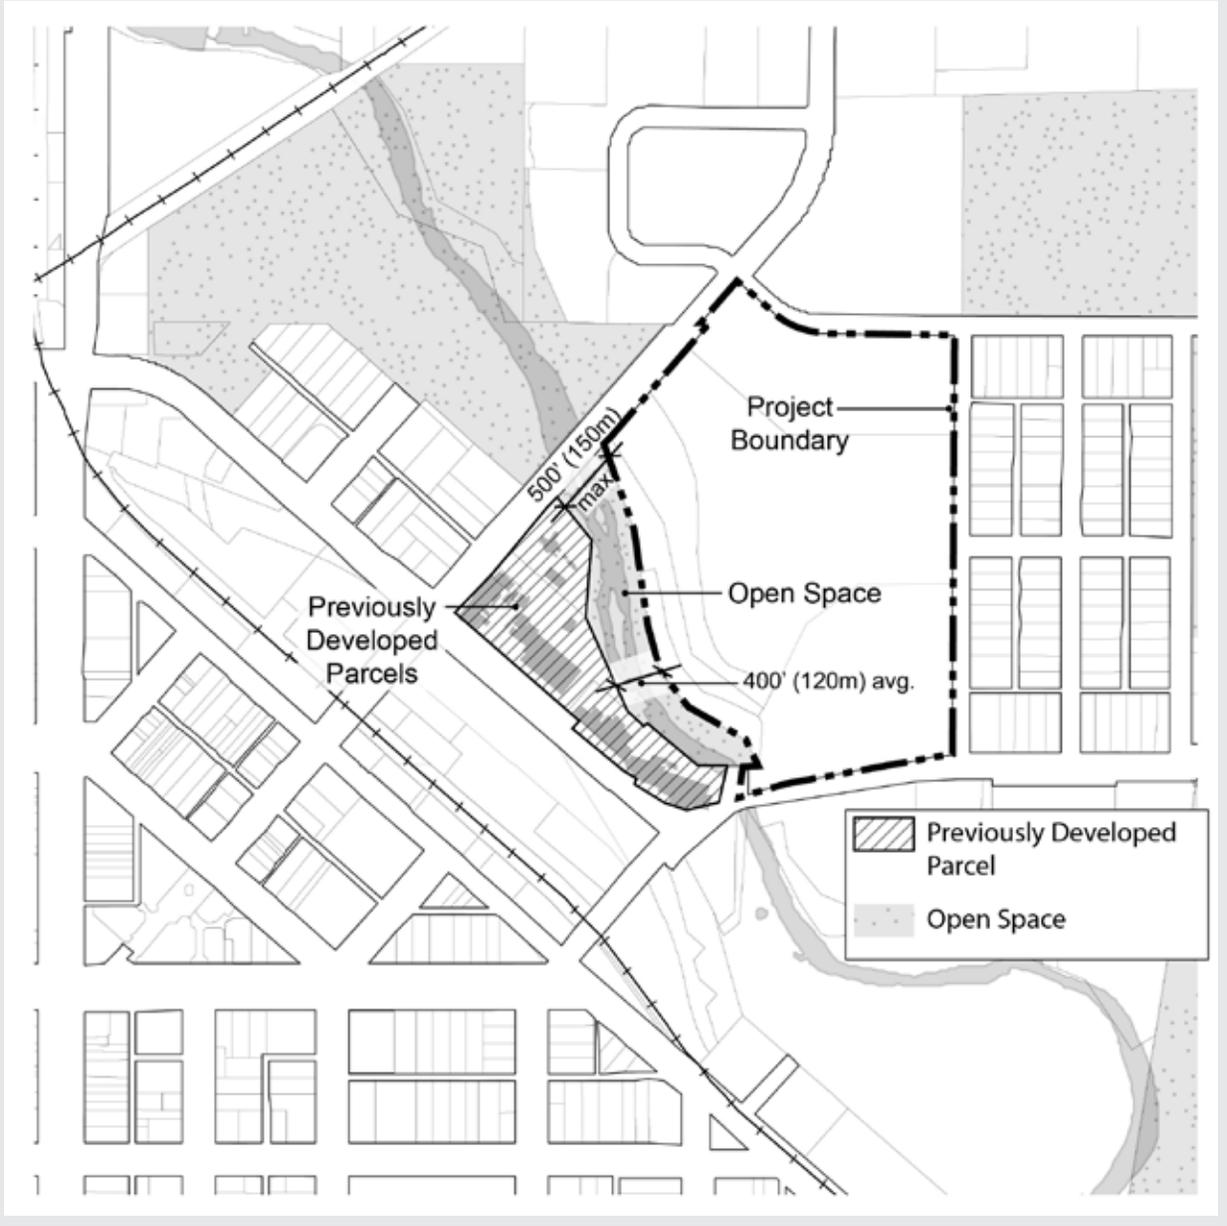 Project
Boundary
500' (150m)
max
Open Space
Previously
Developed
Parcels
400' (120m) avg.
Previously Developed
Parcel
Open Space